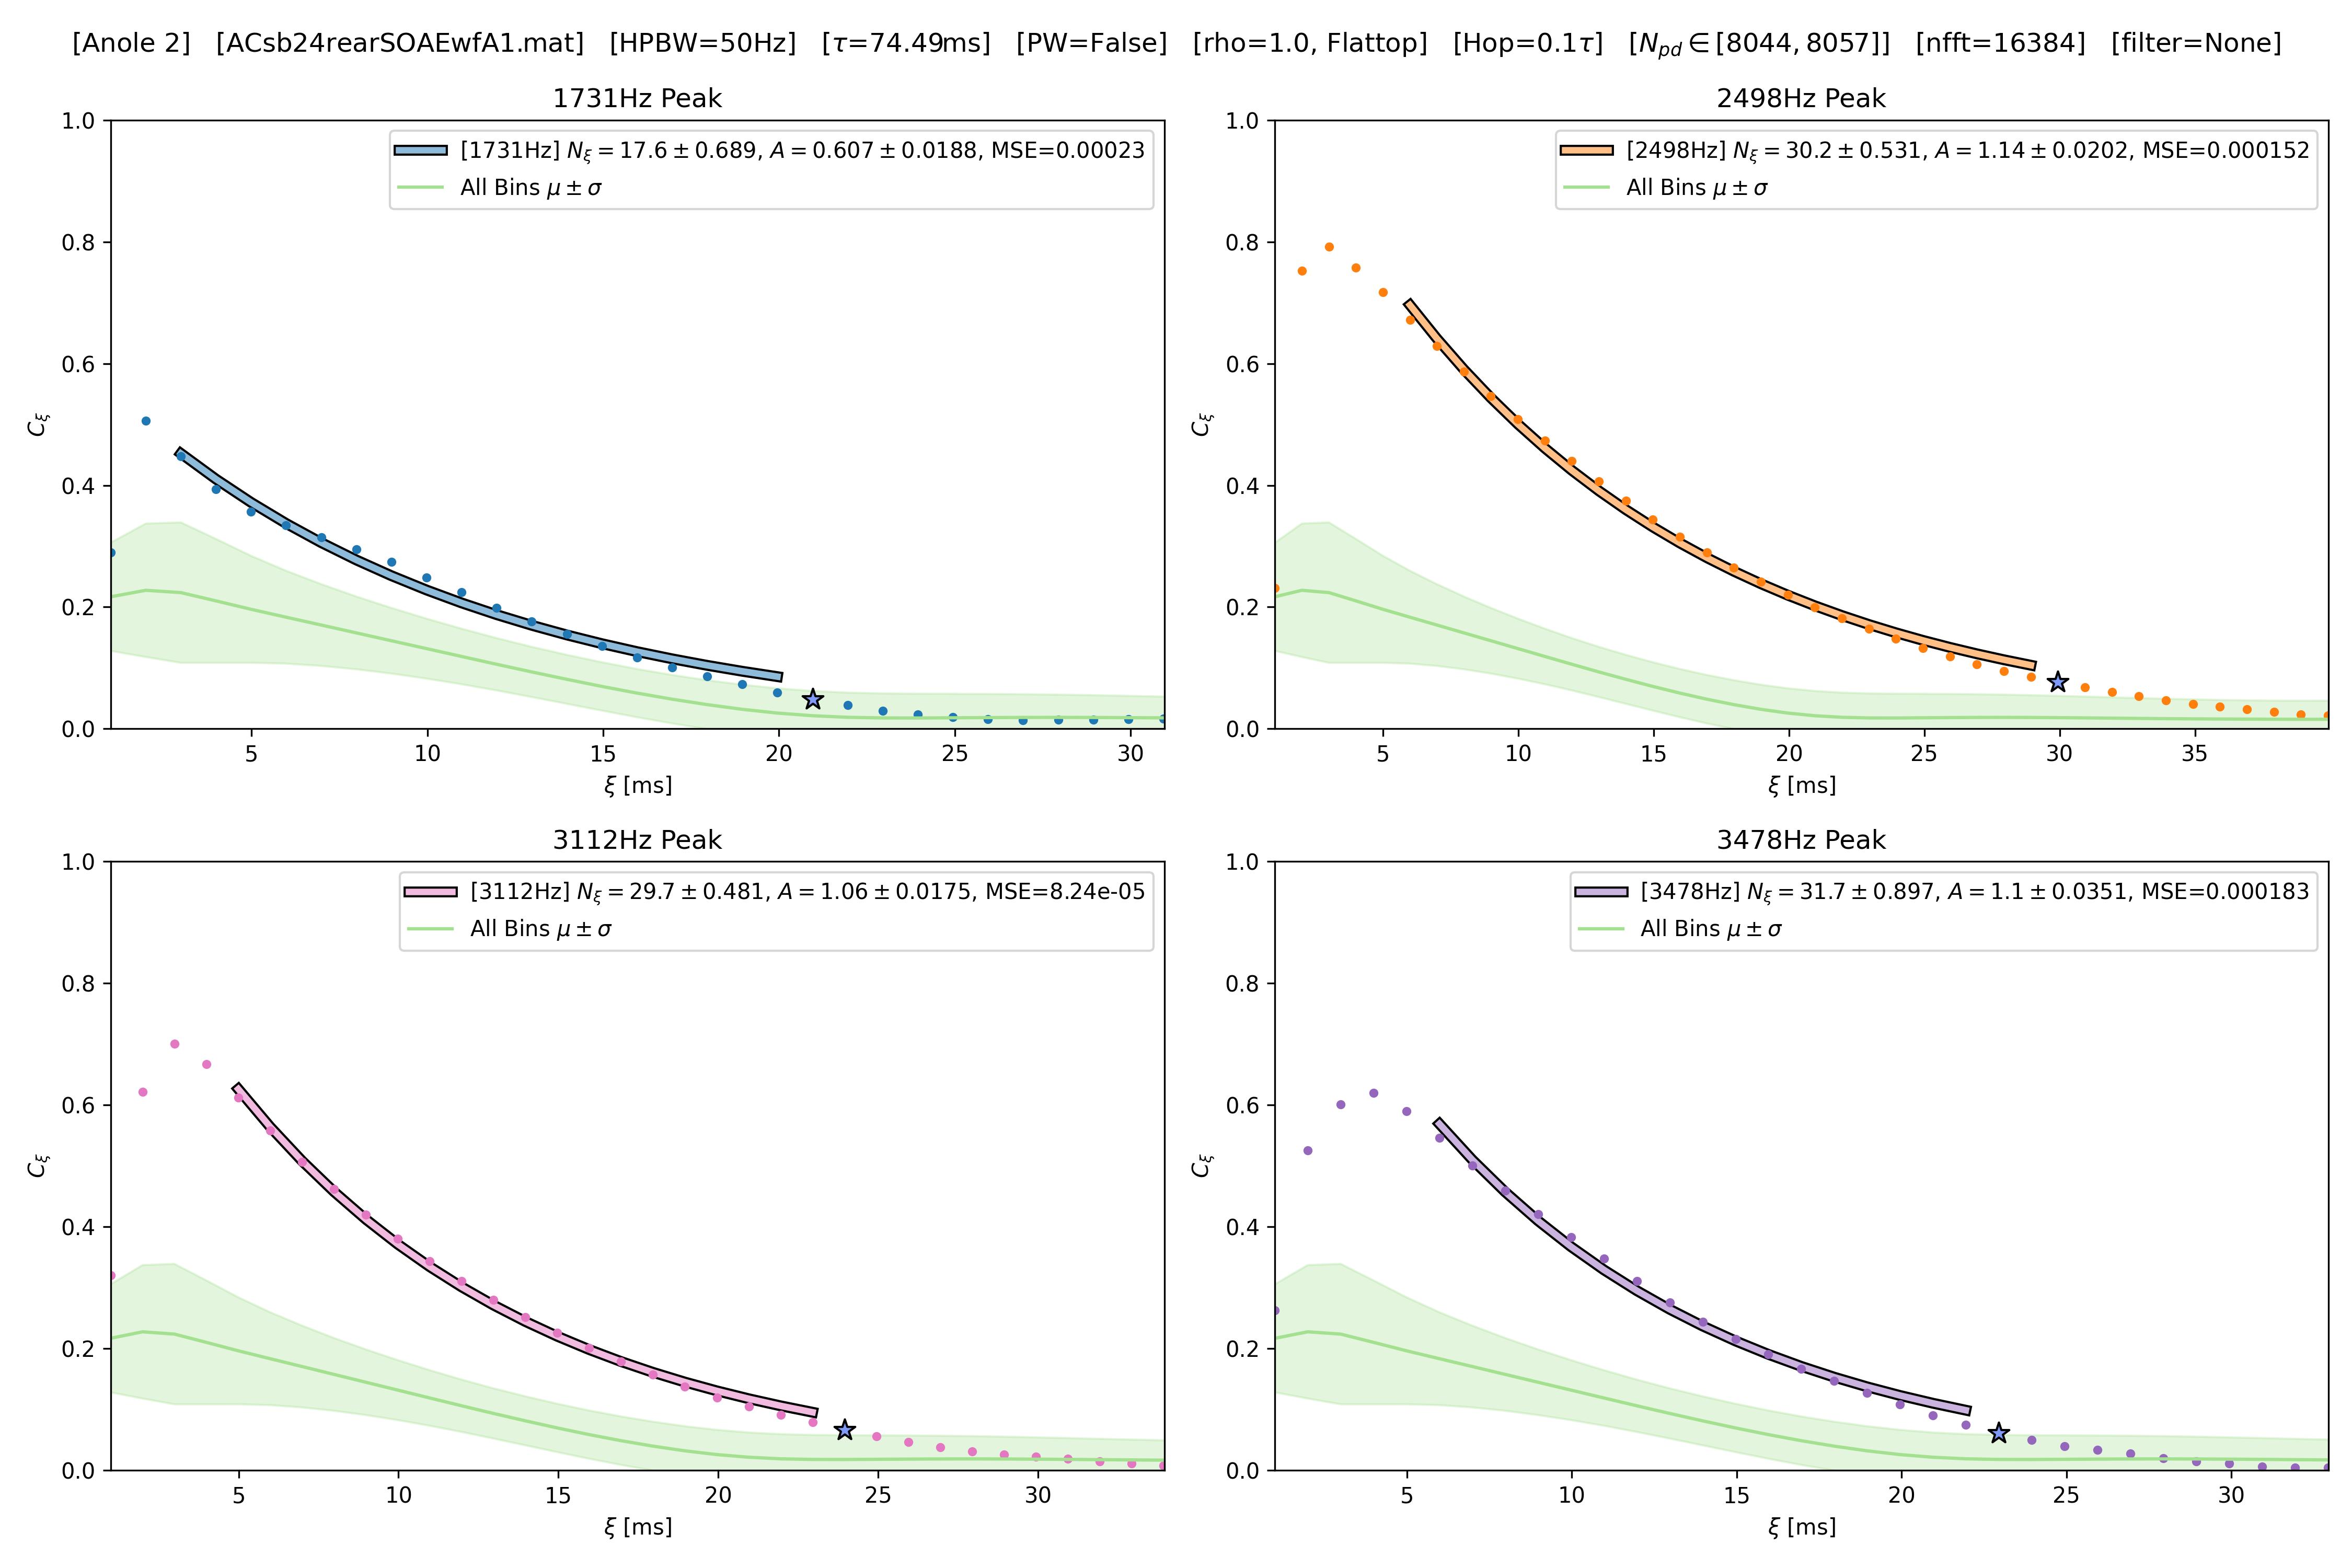 [Anole 2] [ACsb24rearSOAEwfA1.mat] [HPBW=50Hz] [τ=74.49ms] [PW=False] [rho=1.0, Flattop] [Hop=0.1τ] [N_pd ∈ [8044, 8057]] [nfft=16384] [filter=None]
1731Hz Peak
[1731Hz] N_ξ = 17.6 ± 0.689, A = 0.607 ± 0.0188, MSE=0.00023
All Bins μ ± σ
1.0
0.8
0.6
0.4
0.2
0.0
C_ξ
5 10 15 20 25 30
ξ [ms]
2498Hz Peak
[2498Hz] N_ξ = 30.2 ± 0.531, A = 1.14 ± 0.0202, MSE=0.000152
All Bins μ ± σ
1.0
0.8
0.6
0.4
0.2
0.0
C_ξ
5 10 15 20 25 30 35
ξ [ms]
3112Hz Peak
[3112Hz] N_ξ = 29.7 ± 0.481, A = 1.06 ± 0.0175, MSE=8.24e-05
All Bins μ ± σ
1.0
0.8
0.6
0.4
0.2
0.0
C_ξ
5 10 15 20 25 30
ξ [ms]
3478Hz Peak
[3478Hz] N_ξ = 31.7 ± 0.897, A = 1.1 ± 0.0351, MSE=0.000183
All Bins μ ± σ
1.0
0.8
0.6
0.4
0.2
0.0
C_ξ
5 10 15 20 25 30
ξ [ms]